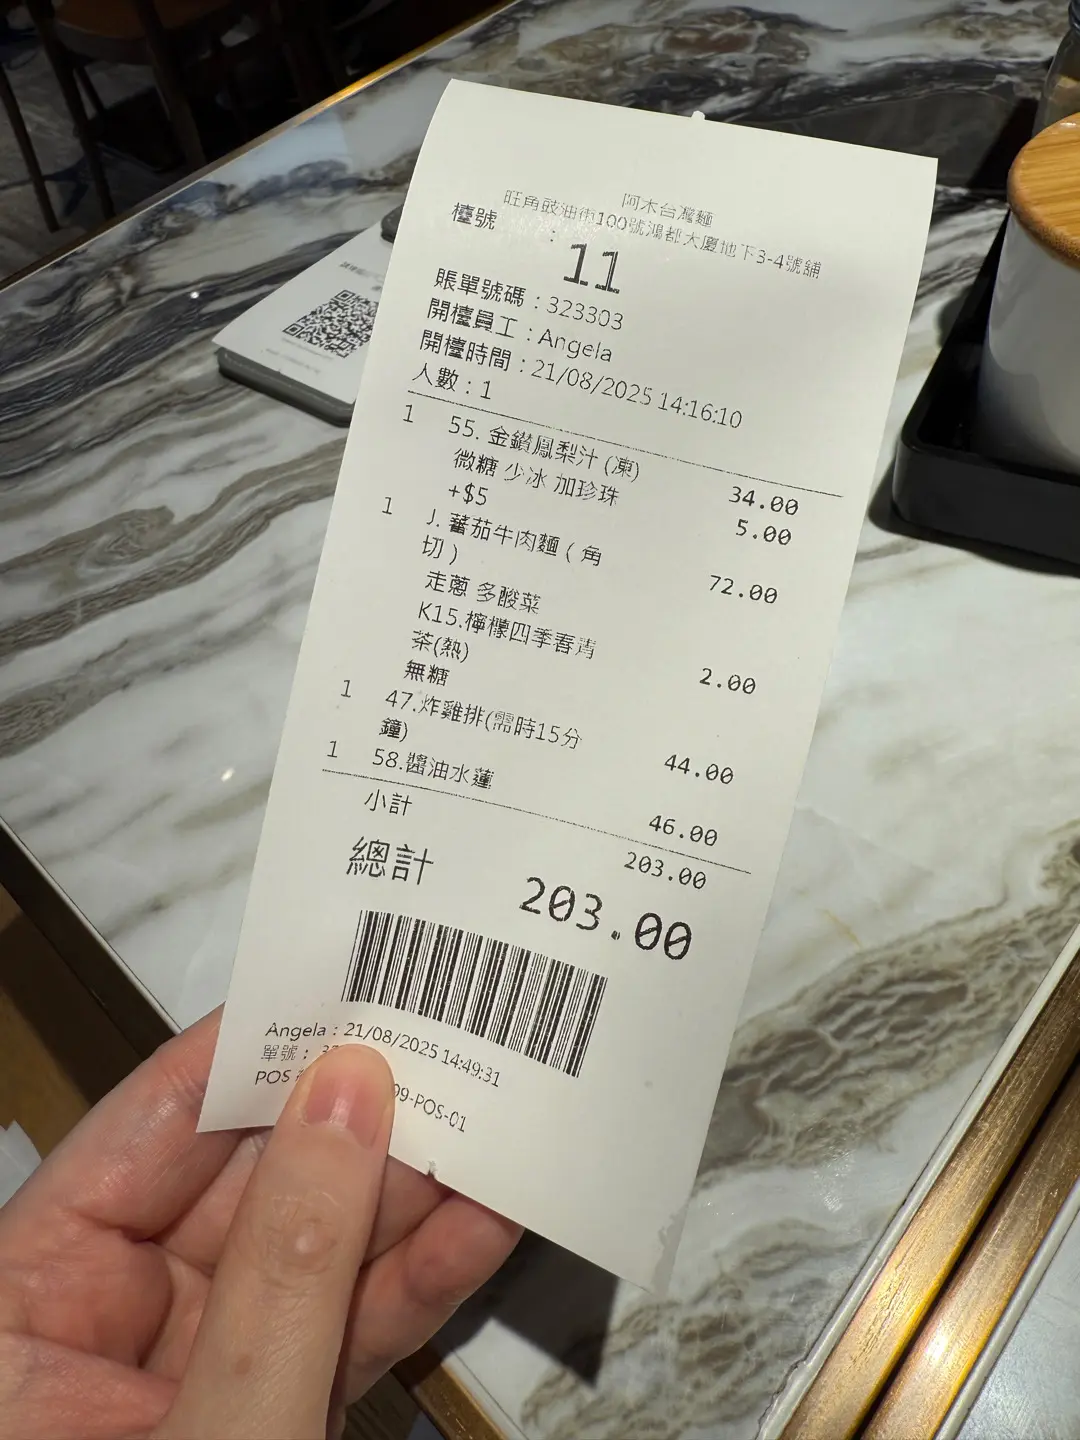 阿木台灣麵
旺角豉油街100號鴻都大廈地下3-4號舖
檯號 : 11
賬單號碼 : 323303
開檯員工 : Angela
開檯時間 : 21/08/2025 14:16:10
人數 : 1
1 55. 金鑽鳳梨汁 (凍) 34.00
微糖 少冰 加珍珠 5.00
+$5
1 J. 蕃茄牛肉麵 ( 角
切 ) 72.00
走蔥 多酸菜
K15.檸檬四季春青
茶(熱) 2.00
無糖
1 47.炸雞排(需時15分
鐘) 44.00
1 58.醬油水蓮 46.00
小計 203.00
總計 203.00
Angela : 21/08/2025 14:49:31
單號 :
POS 99-POS-01